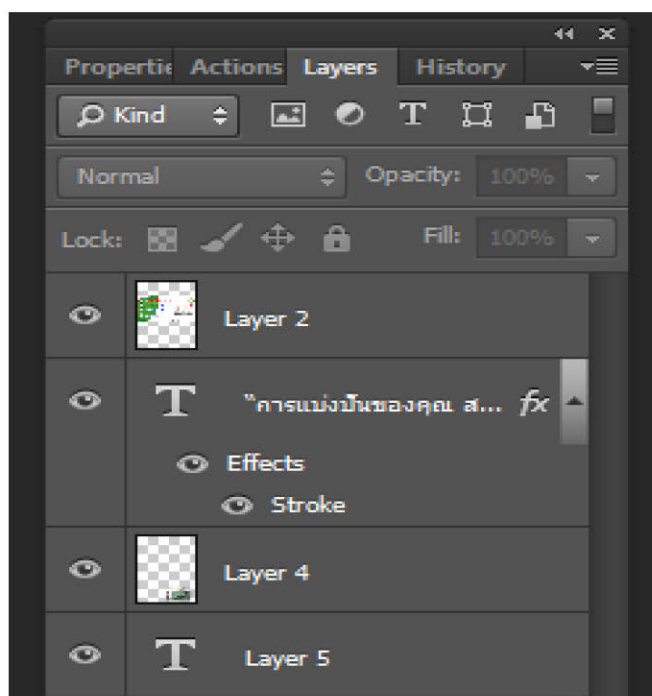 Propertie Actions Layers History
Kind
Normal Opacity: 100%
Lock: Fill: 100%
Layer 2
T "การแบ่งปันของคุณ ส... fx
Effects
Stroke
Layer 4
T Layer 5